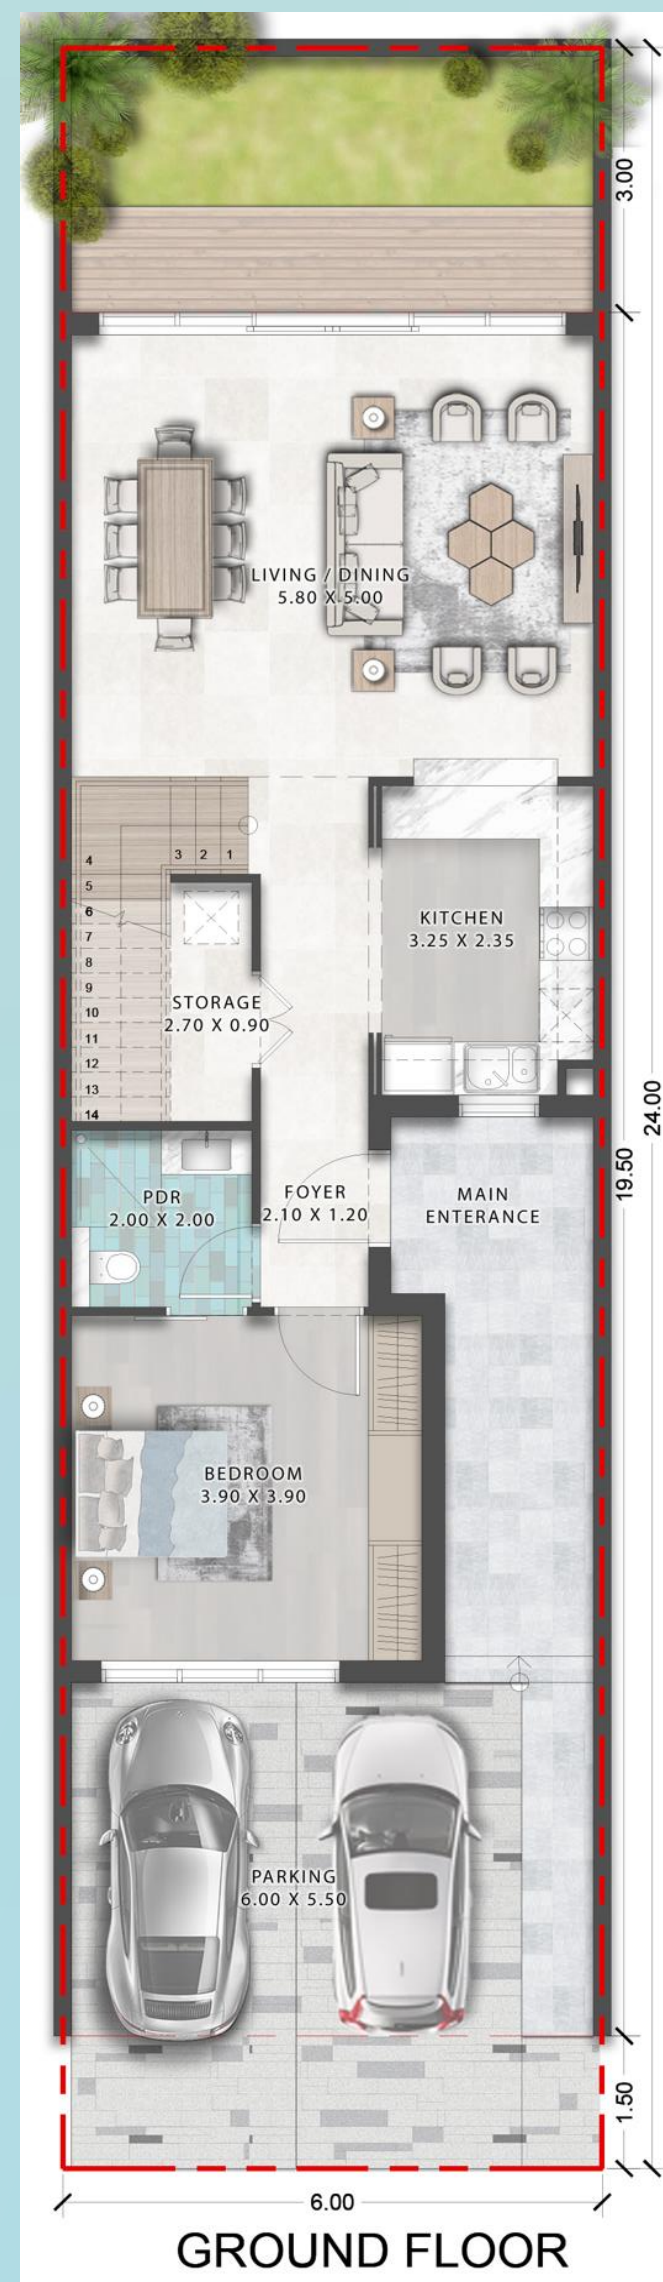 3.00
LIVING / DINING
5.80 X 5.00
4
3 2 1
5
6
7
8
9
10
11
12
13
14
KITCHEN
3.25 X 2.35
STORAGE
2.70 X 0.90
24.00
19.50
PDR
2.00 X 2.00
FOYER
2.10 X 1.20
MAIN
ENTERANCE
BEDROOM
3.90 X 3.90
PARKING
6.00 X 5.50
1.50
6.00
GROUND FLOOR